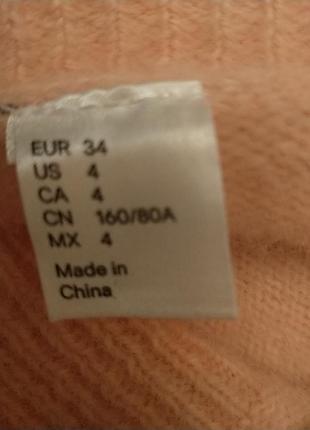 EUR 34
US 4
CA 4
CN 160/80A
MX 4
Made in
China